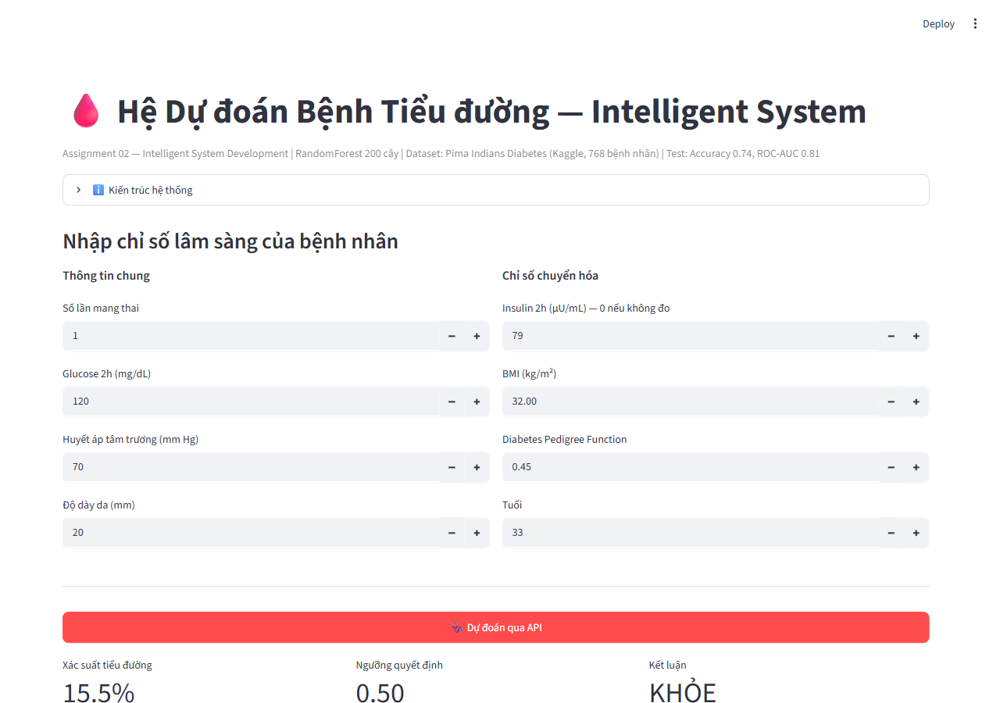 Deploy
Hệ Dự đoán Bệnh Tiểu đường — Intelligent System
Assignment 02 — Intelligent System Development | RandomForest 200 cây | Dataset: Pima Indians Diabetes (Kaggle, 768 bệnh nhân) | Test: Accuracy 0.74, ROC-AUC 0.81
Kiến trúc hệ thống
Nhập chỉ số lâm sàng của bệnh nhân
Thông tin chung
Số lần mang thai
1
Glucose 2h (mg/dL)
120
Huyết áp tâm trương (mm Hg)
70
Độ dày da (mm)
20
Chỉ số chuyển hóa
Insulin 2h (μU/mL) — 0 nếu không đo
79
BMI (kg/m²)
32.00
Diabetes Pedigree Function
0.45
Tuổi
33
Dự đoán qua API
Xác suất tiểu đường
15.5%
Ngưỡng quyết định
0.50
Kết luận
KHỎE